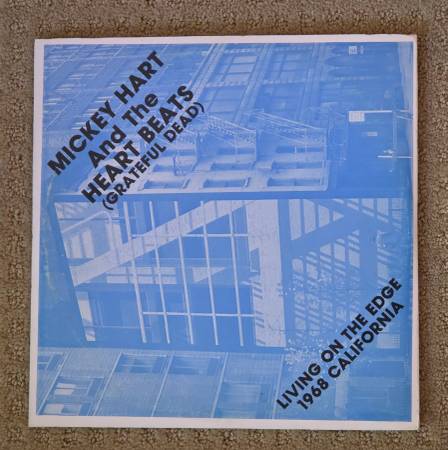 MICKEY HART
And The
HEART BEATS
(GRATEFUL DEAD)
LIVING ON THE EDGE
1968 CALIFORNIA